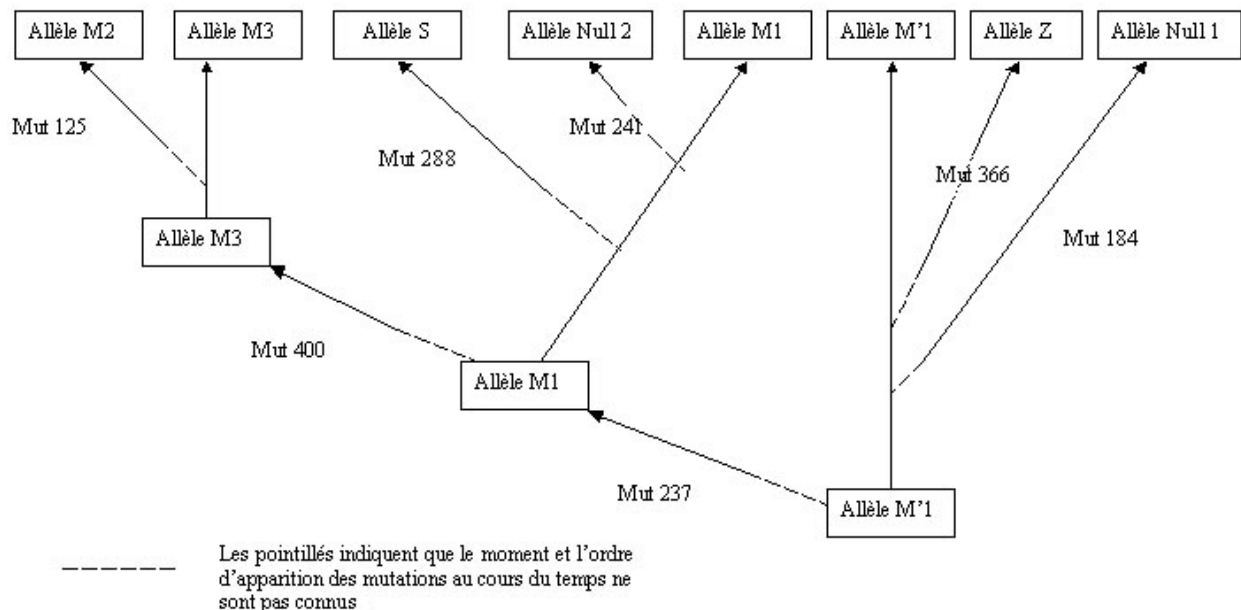 Allèle M2
Allèle M3
Allèle S
Allèle Null 2
Allèle M1
Allèle M’1
Allèle Z
Allèle Null 1
Mut 125
Mut 288
Mut 241
Mut 366
Mut 184
Allèle M3
Mut 400
Allèle M1
Mut 237
Allèle M’1
Les pointillés indiquent que le moment et l’ordre
d’apparition des mutations au cours du temps ne
sont pas connus